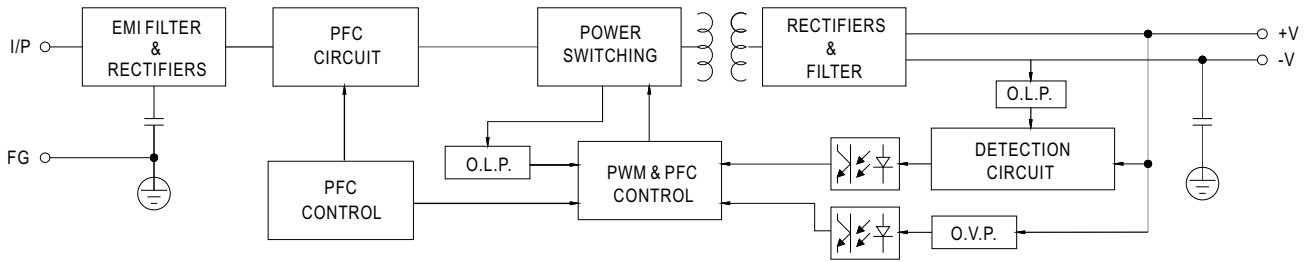 I/P
EMI FILTER
&
RECTIFIERS
PFC
CIRCUIT
POWER
SWITCHING
RECTIFIERS
&
FILTER
+V
-V
O.L.P.
FG
O.L.P.
PFC
CONTROL
PWM & PFC
CONTROL
DETECTION
CIRCUIT
O.V.P.